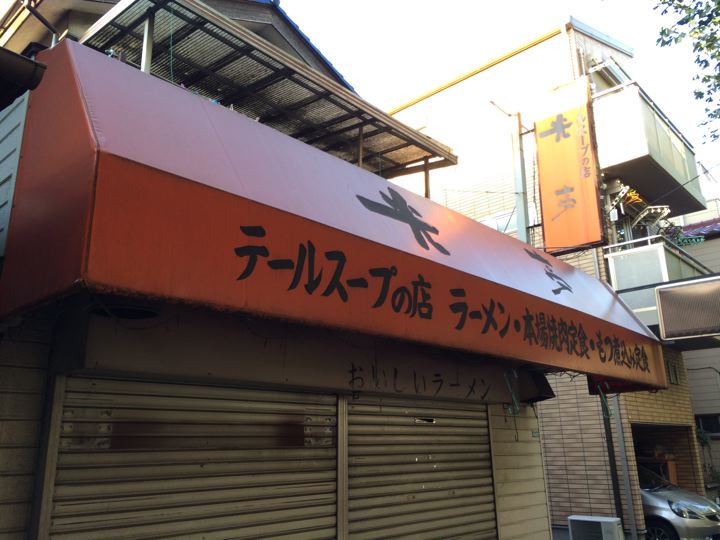 テールスープの店 ラーメン・本場焼肉定食・もつ煮込み定食
おいしいラーメン
テールスープの店